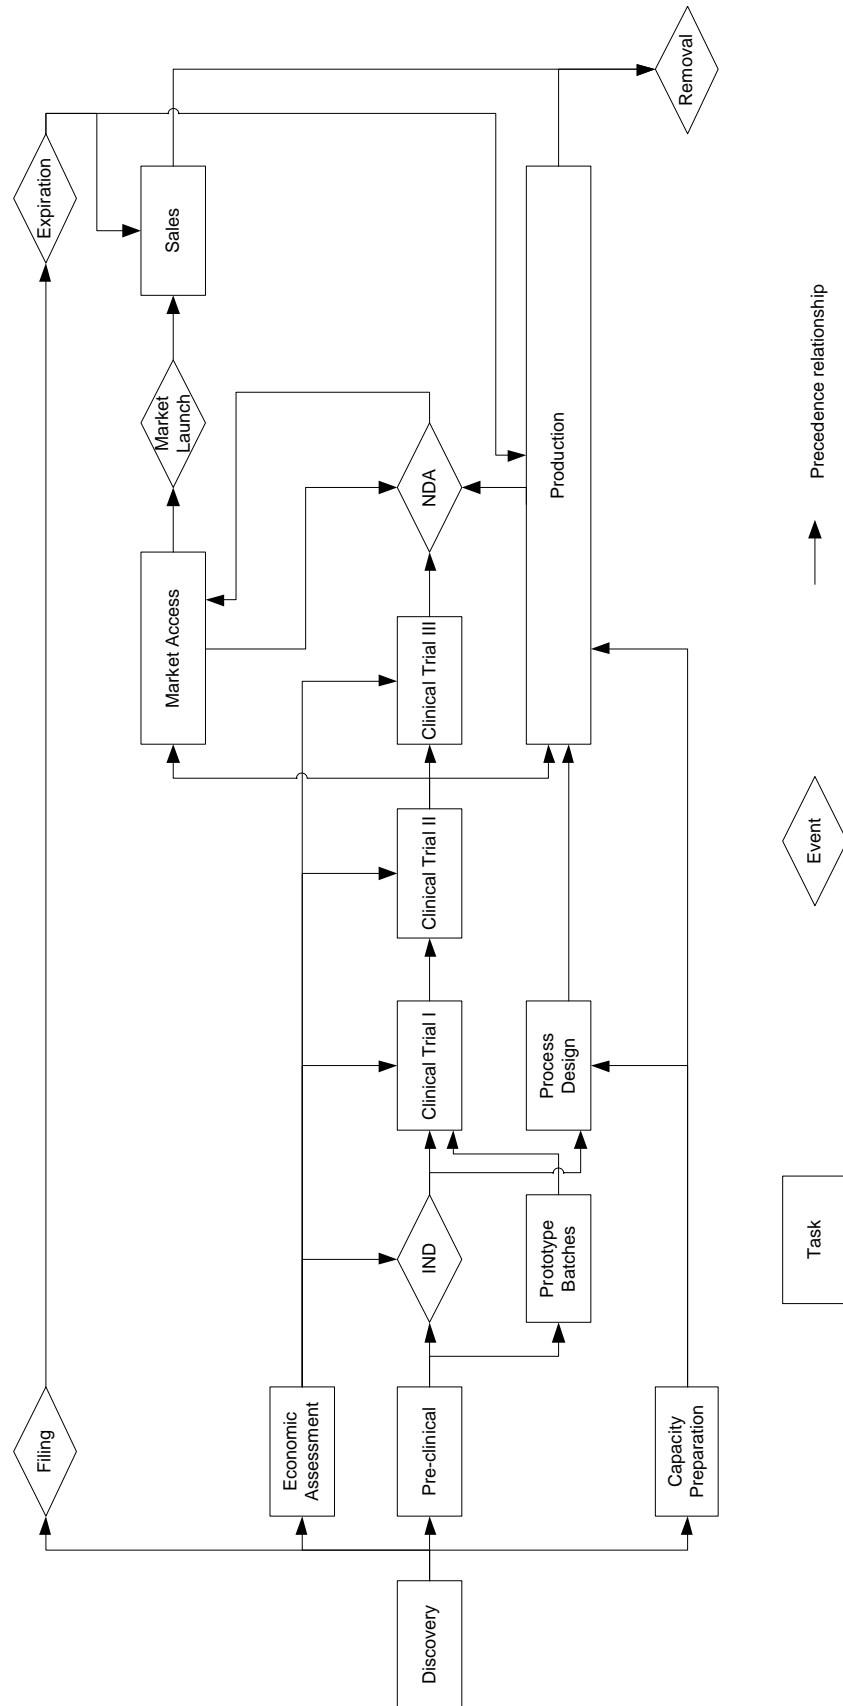 Discovery
Filing
Economic
Assessment
Pre-clinical
Capacity
Preparation
IND
Prototype
Batches
Clinical Trial I
Process
Design
Clinical Trial II
Clinical Trial III
Market Access
NDA
Production
Market
Launch
Sales
Expiration
Removal
Task
Event
Precedence relationship